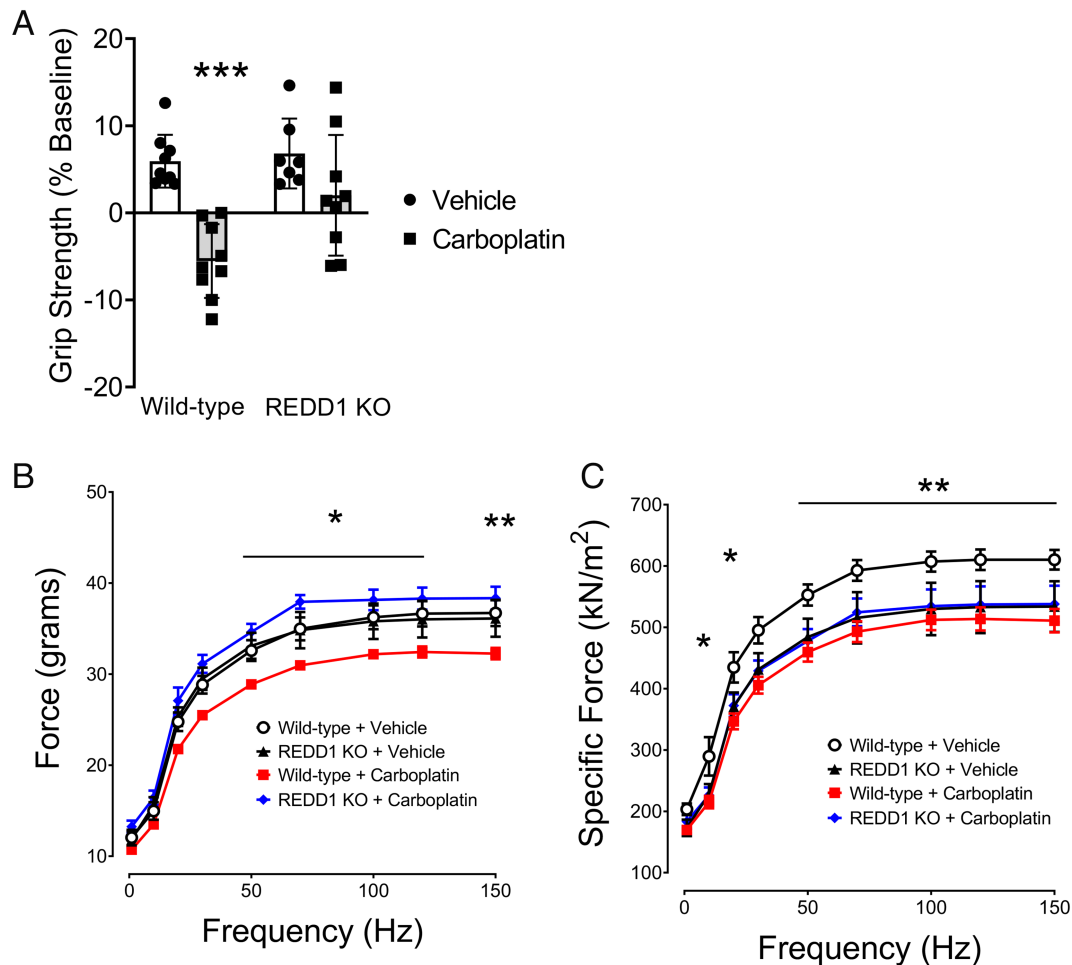 A
Grip Strength (% Baseline)
20
10
0
-10
-20
***
Wild-type
REDD1 KO
Vehicle
Carboplatin
B
Force (grams)
50
40
30
20
10
*
**
Wild-type + Vehicle
REDD1 KO + Vehicle
Wild-type + Carboplatin
REDD1 KO + Carboplatin
0
50
100
150
Frequency (Hz)
C
Specific Force (kN/m²)
700
600
500
400
300
200
100
*
*
**
Wild-type + Vehicle
REDD1 KO + Vehicle
Wild-type + Carboplatin
REDD1 KO + Carboplatin
0
50
100
150
Frequency (Hz)